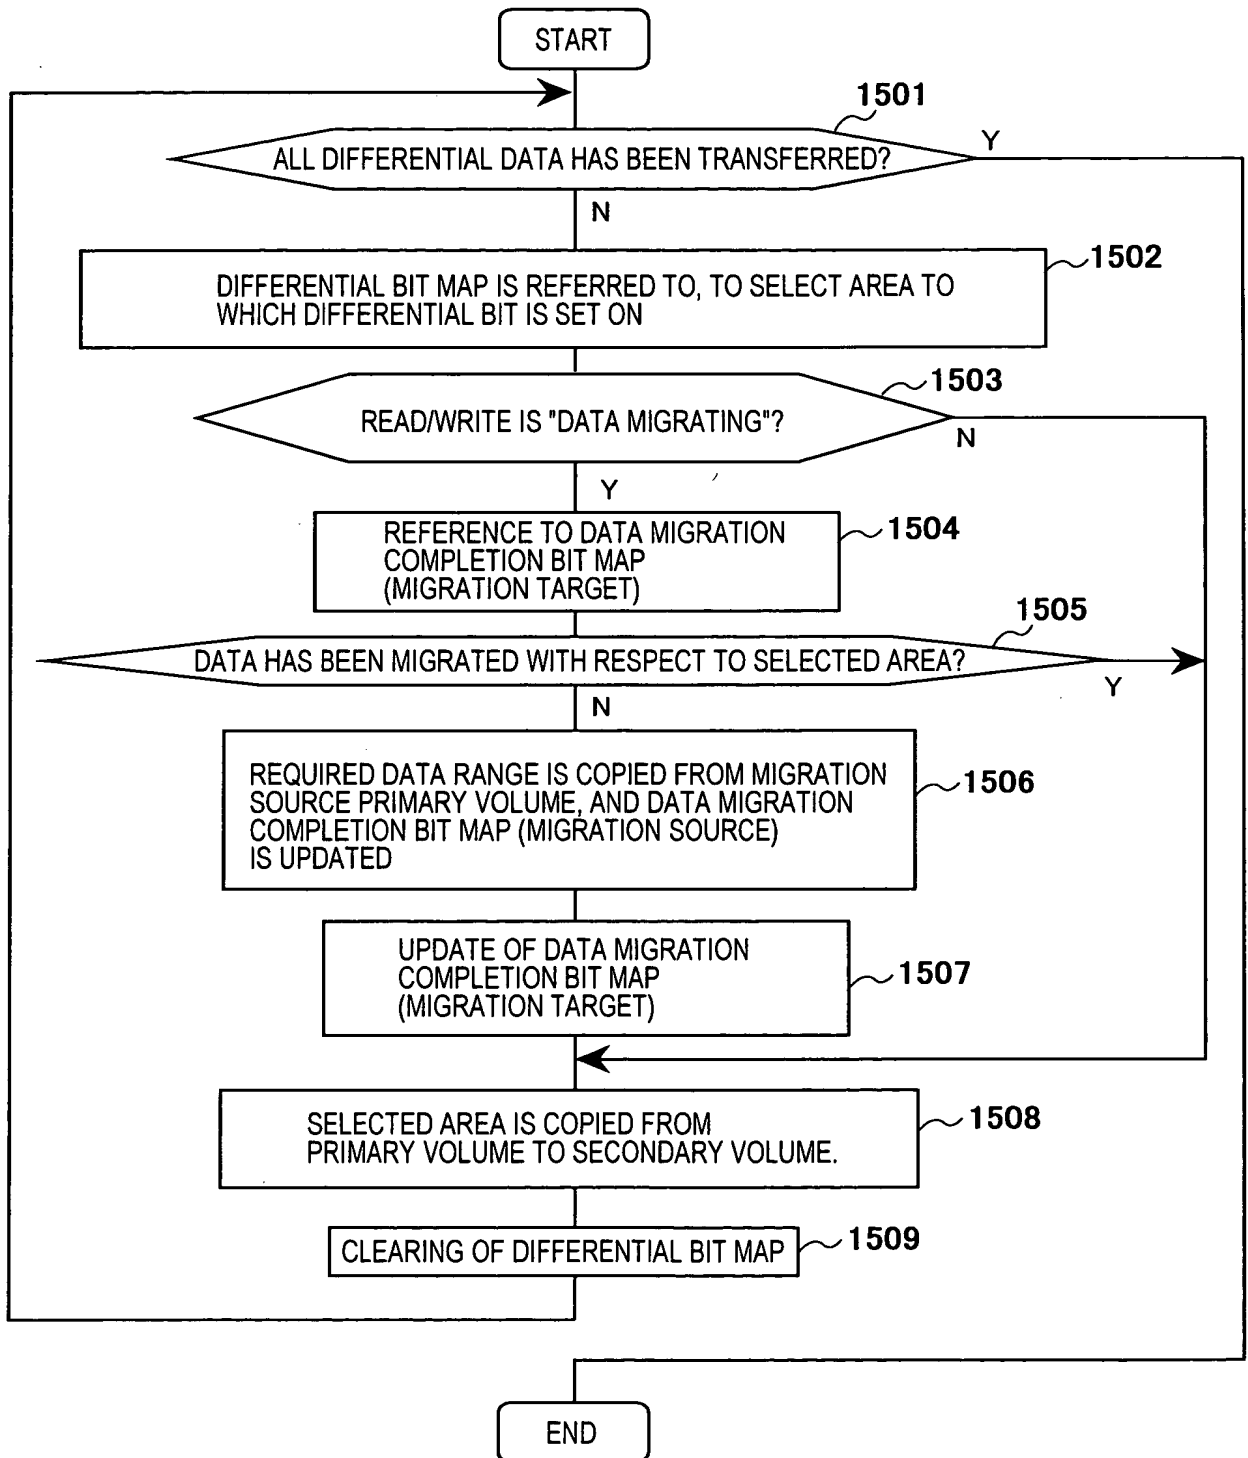 START
1501
ALL DIFFERENTIAL DATA HAS BEEN TRANSFERRED?
Y
N
1502
DIFFERENTIAL BIT MAP IS REFERRED TO, TO SELECT AREA TO
WHICH DIFFERENTIAL BIT IS SET ON
1503
READ/WRITE IS "DATA MIGRATING"?
N
Y
1504
REFERENCE TO DATA MIGRATION
COMPLETION BIT MAP
(MIGRATION TARGET)
1505
DATA HAS BEEN MIGRATED WITH RESPECT TO SELECTED AREA?
Y
N
1506
REQUIRED DATA RANGE IS COPIED FROM MIGRATION
SOURCE PRIMARY VOLUME, AND DATA MIGRATION
COMPLETION BIT MAP (MIGRATION SOURCE)
IS UPDATED
UPDATE OF DATA MIGRATION
COMPLETION BIT MAP
(MIGRATION TARGET)
1507
SELECTED AREA IS COPIED FROM
PRIMARY VOLUME TO SECONDARY VOLUME.
1508
CLEARING OF DIFFERENTIAL BIT MAP
1509
END